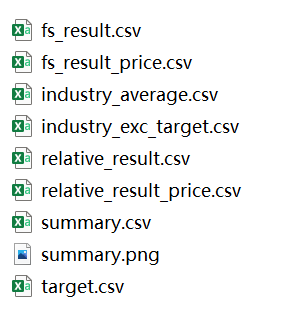 fs_result.csv
fs_result_price.csv
industry_average.csv
industry_exc_target.csv
relative_result.csv
relative_result_price.csv
summary.csv
summary.png
target.csv